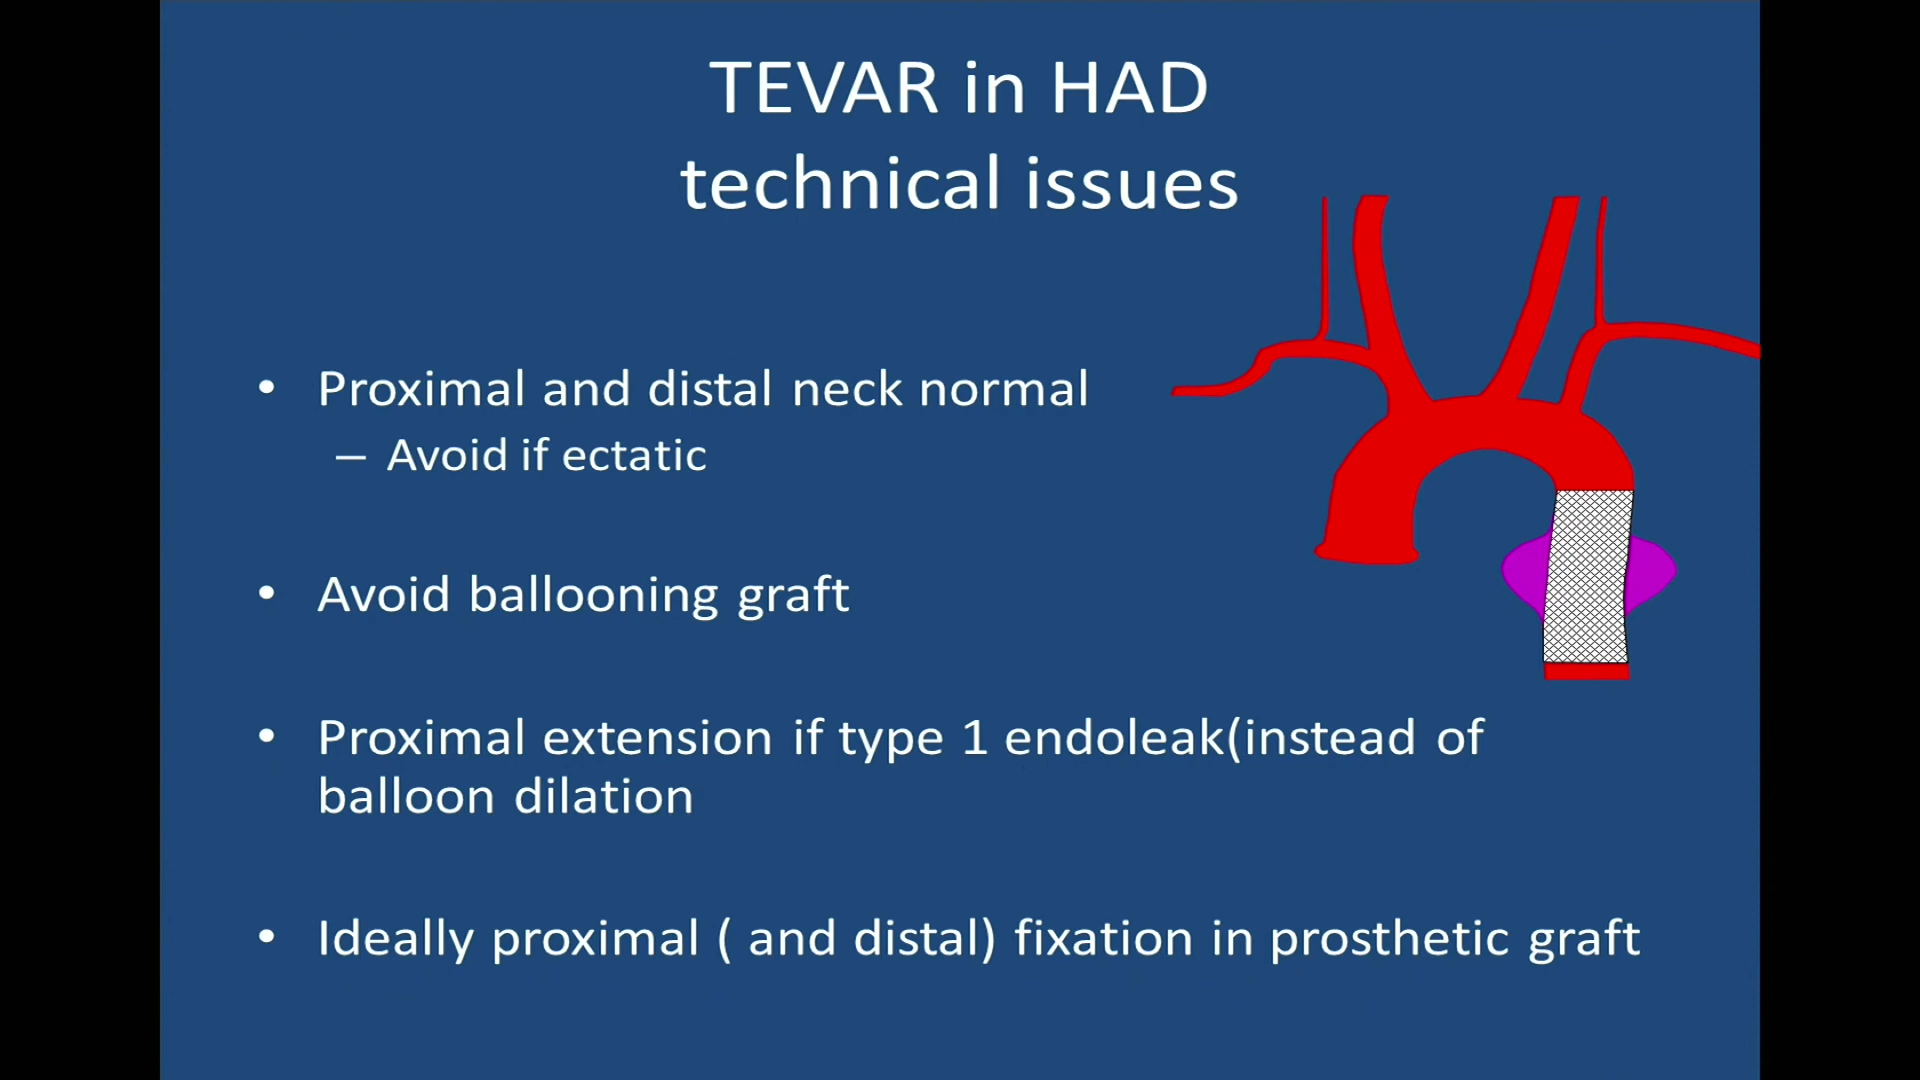 TEVAR in HAD
technical issues
• Proximal and distal neck normal
– Avoid if ectatic
• Avoid ballooning graft
• Proximal extension if type 1 endoleak(instead of
balloon dilation
• Ideally proximal ( and distal) fixation in prosthetic graft